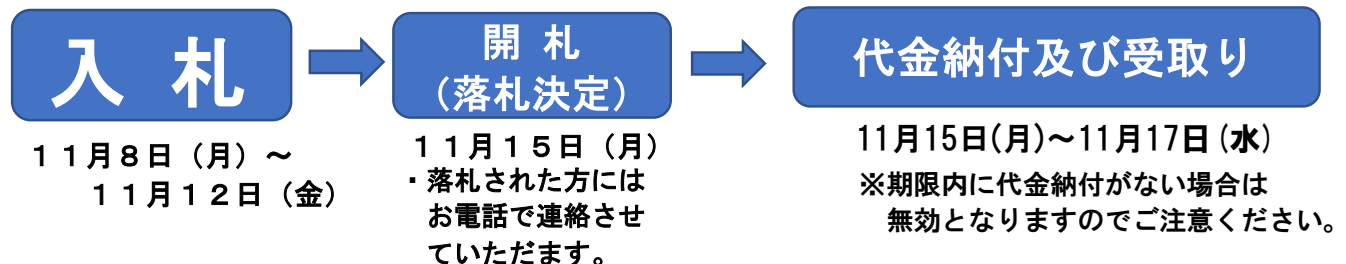 入 札
１１月８日（月）～
１１月１２日（金）
開 札
（落札決定）
１１月１５日（月）
・落札された方には
お電話で連絡させ
ていただます。
代金納付及び受取り
11月15日(月)～11月17日(水)
※期限内に代金納付がない場合は
無効となりますのでご注意ください。